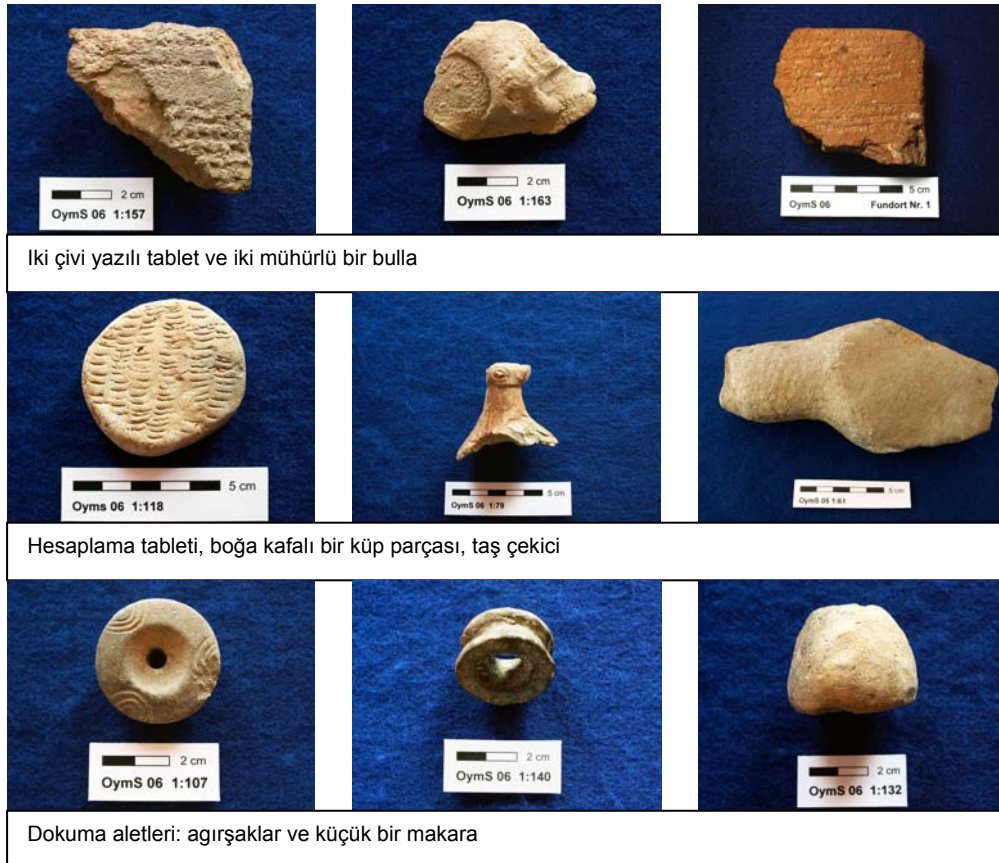 2 cm
OymS 06 1:157
2 cm
OymS 06 1:163
5 cm
OymS 06 Fundort Nr. 1
Iki çivi yazılı tablet ve iki mühürlü bir bulla
5 cm
Oyms 06 1:118
5 cm
OymS 06 1:79
5 cm
OymS 05 1:61
Hesaplama tableti, boğa kafalı bir küp parçası, taş çekici
2 cm
OymS 06 1:107
2 cm
OymS 06 1:140
2 cm
OymS 06 1:132
Dokuma aletleri: agırşaklar ve küçük bir makara